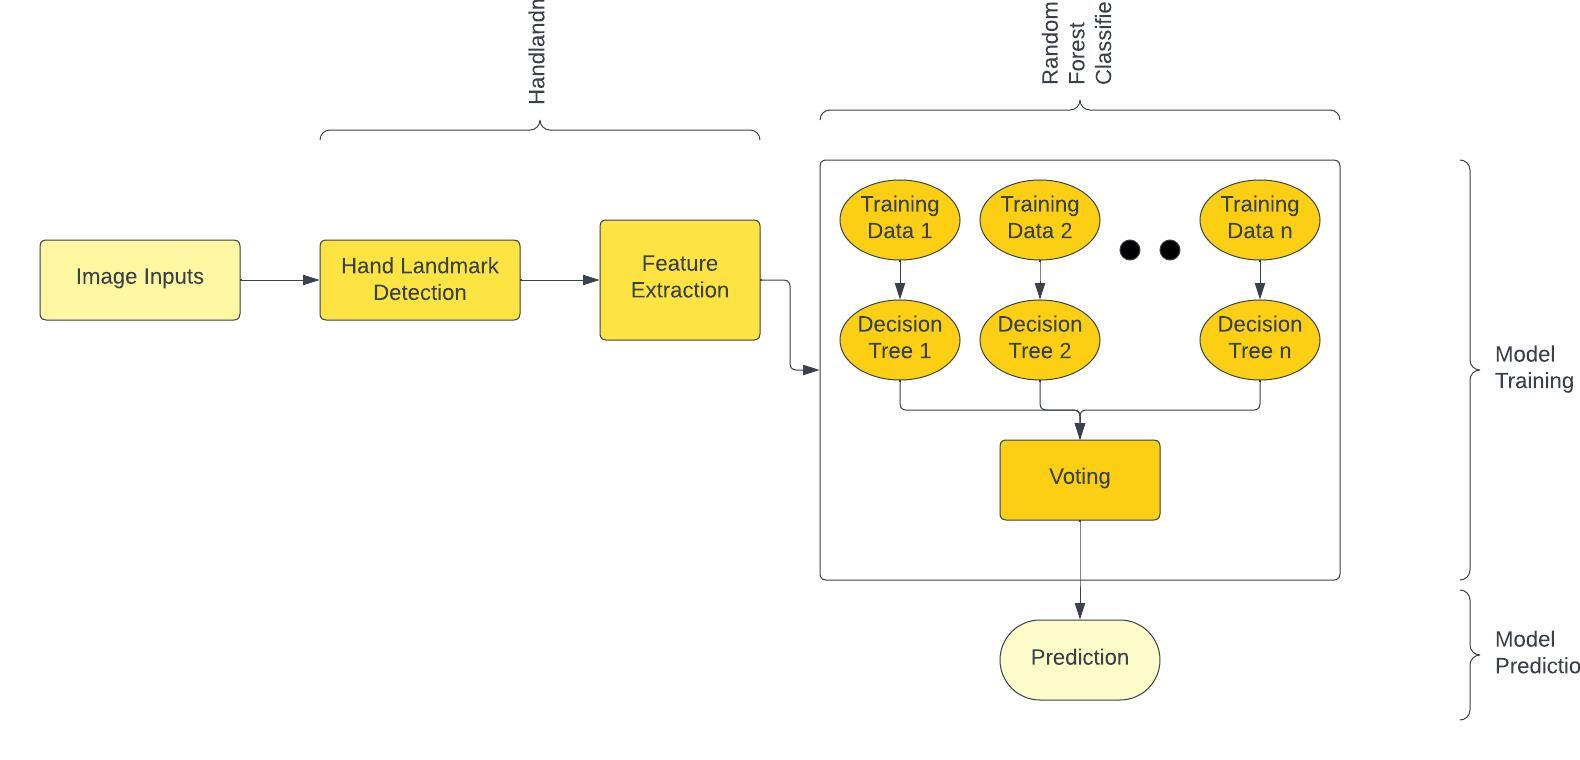 Handlandn
Random
Forest
Classifie
Image Inputs
Hand Landmark
Detection
Feature
Extraction
Training
Data 1
Training
Data 2
Training
Data n
Decision
Tree 1
Decision
Tree 2
Decision
Tree n
Voting
Prediction
Model
Training
Model
Predictio